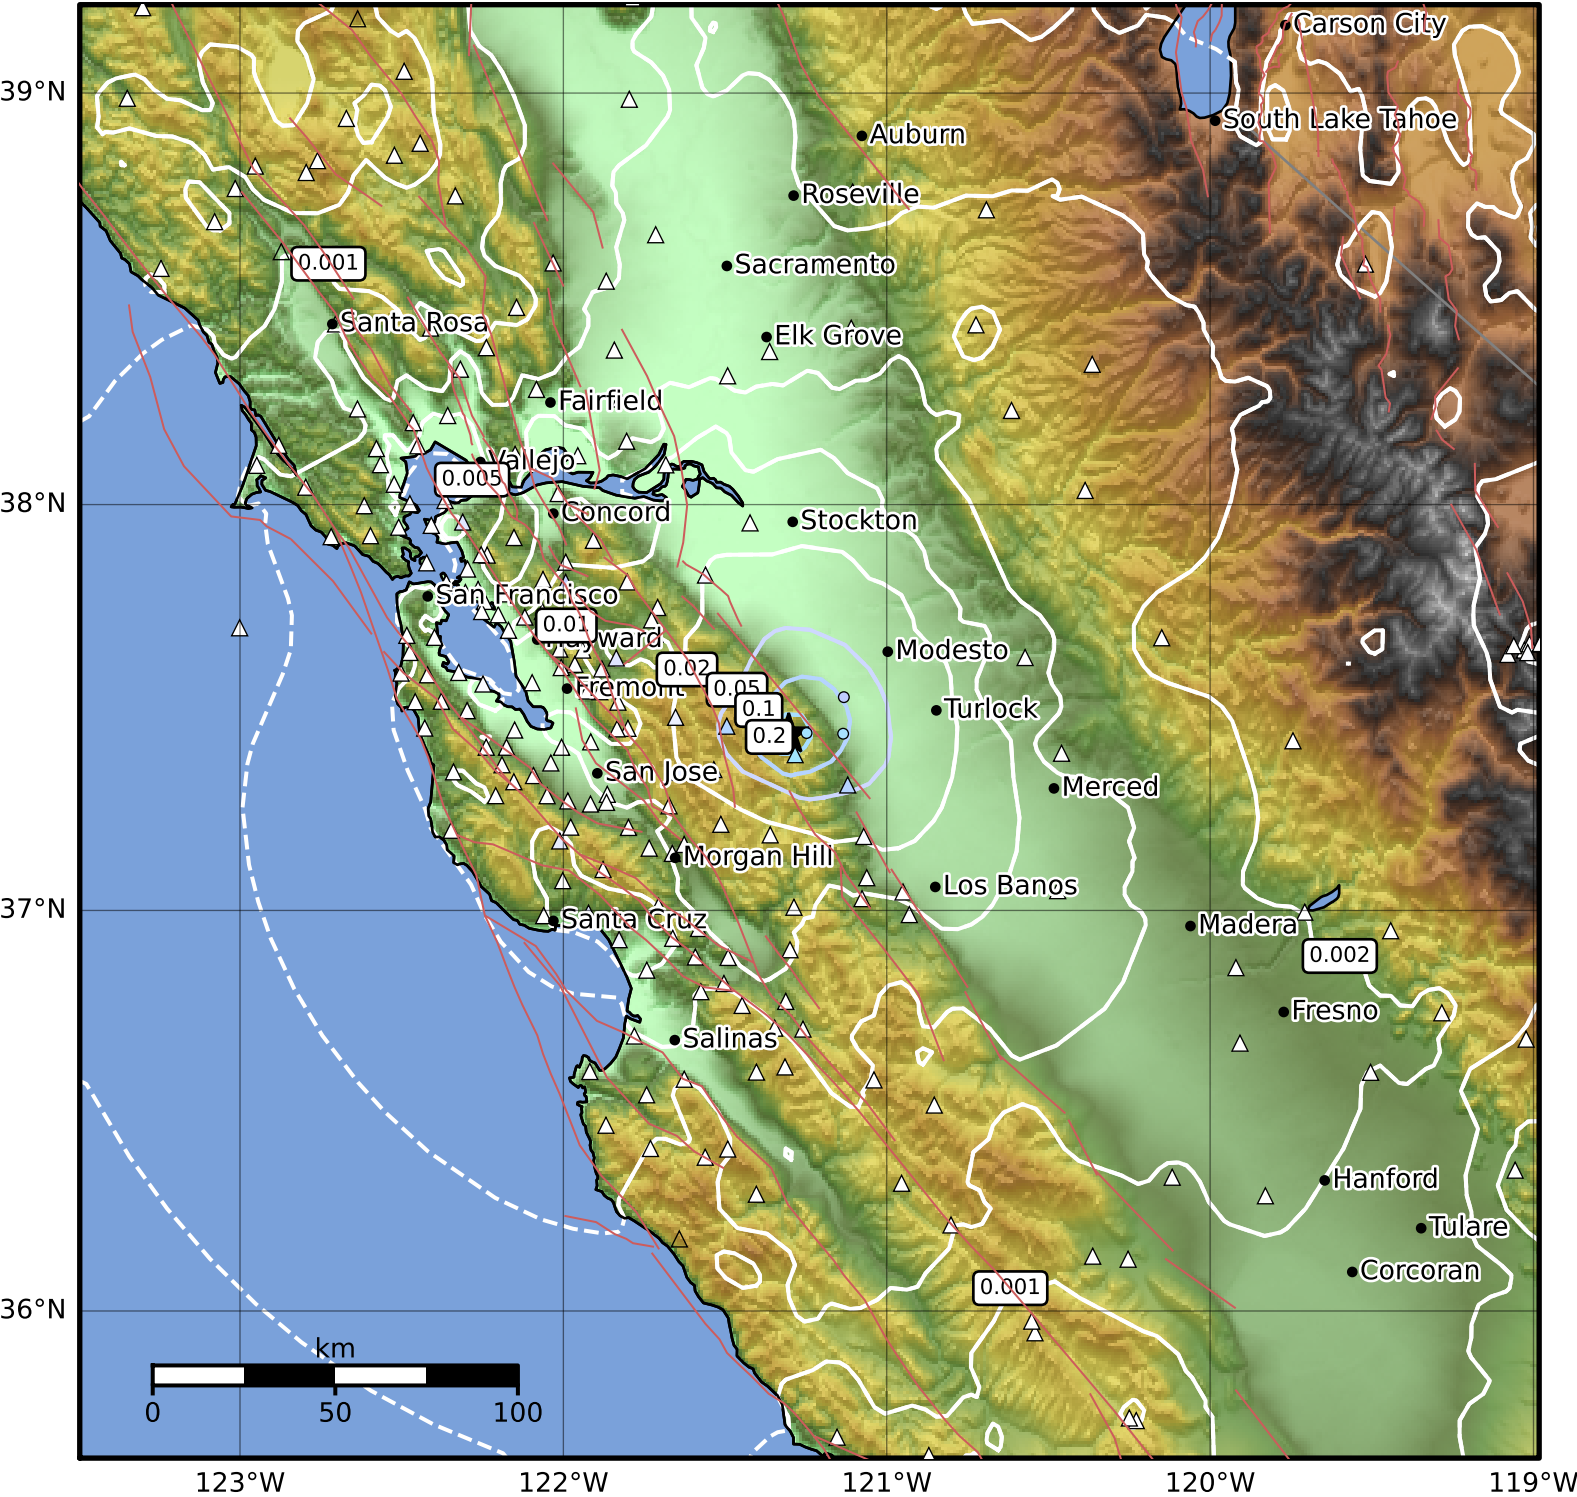 Carson City
39°N
South Lake Tahoe
Auburn
Roseville
0.001
Sacramento
Santa Rosa
Elk Grove
Fairfield
Vallejo
0.005
38°N
Concord
Stockton
San Francisco
0.01
Hayward
Modesto
0.02
Fremont
0.05
0.1
Turlock
0.2
San Jose
Merced
Morgan Hill
Los Banos
37°N
Santa Cruz
Madera
0.002
Fresno
Salinas
Hanford
Tulare
Corcoran
0.001
36°N
km
0 50 100
123°W 122°W 121°W 120°W 119°W